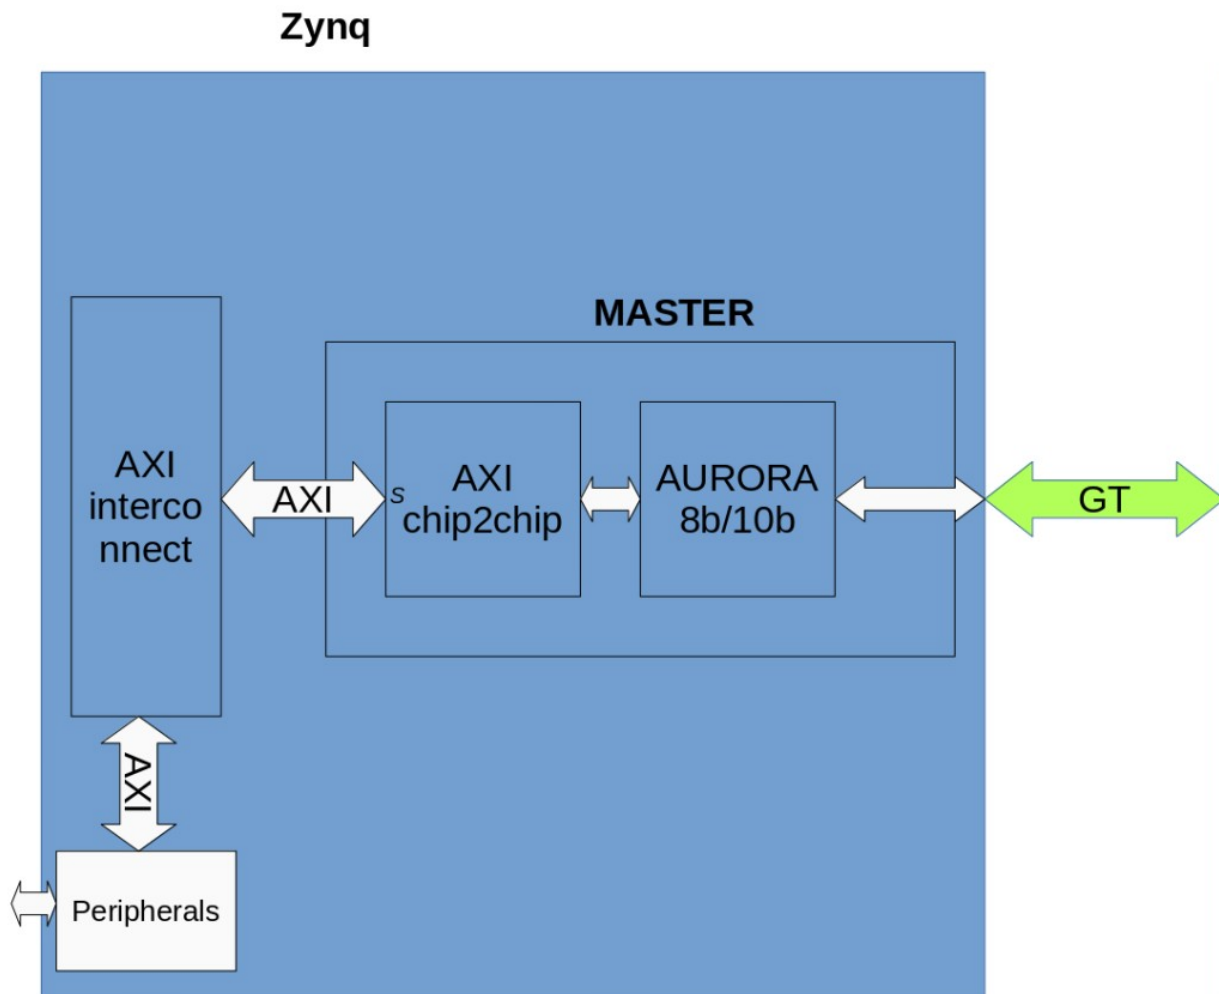 Zynq
MASTER
AXI
interco
nnect
AXI
s
AXI
chip2chip
AURORA
8b/10b
GT
AXI
Peripherals